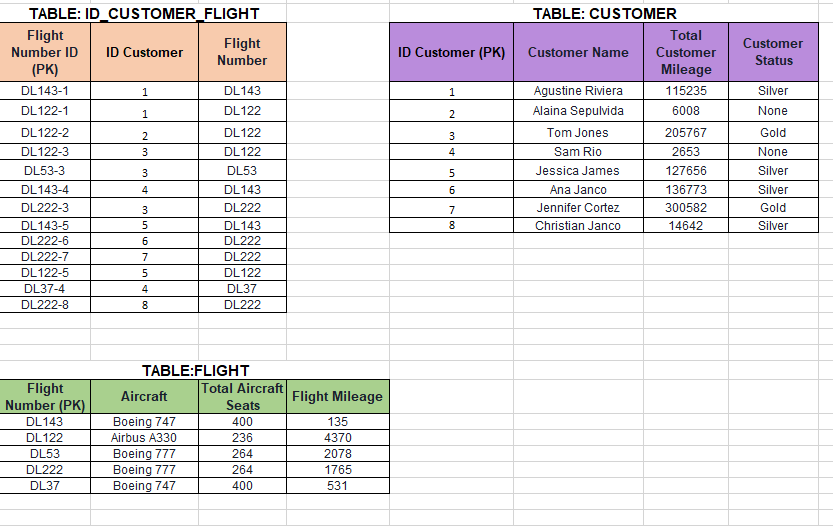 TABLE: ID_CUSTOMER_FLIGHT
Flight Number ID (PK) ID Customer Flight Number
DL143-1 1 DL143
DL122-1 1 DL122
DL122-2 2 DL122
DL122-3 3 DL122
DL53-3 3 DL53
DL143-4 4 DL143
DL222-3 3 DL222
DL143-5 5 DL143
DL222-6 6 DL222
DL222-7 7 DL222
DL122-5 5 DL122
DL37-4 4 DL37
DL222-8 8 DL222
TABLE: CUSTOMER
ID Customer (PK) Customer Name Total Customer Mileage Customer Status
1 Agustine Riviera 115235 Silver
2 Alaina Sepulvida 6008 None
3 Tom Jones 205767 Gold
4 Sam Rio 2653 None
5 Jessica James 127656 Silver
6 Ana Janco 136773 Silver
7 Jennifer Cortez 300582 Gold
8 Christian Janco 14642 Silver
TABLE:FLIGHT
Flight Number (PK) Aircraft Total Aircraft Seats Flight Mileage
DL143 Boeing 747 400 135
DL122 Airbus A330 236 4370
DL53 Boeing 777 264 2078
DL222 Boeing 777 264 1765
DL37 Boeing 747 400 531